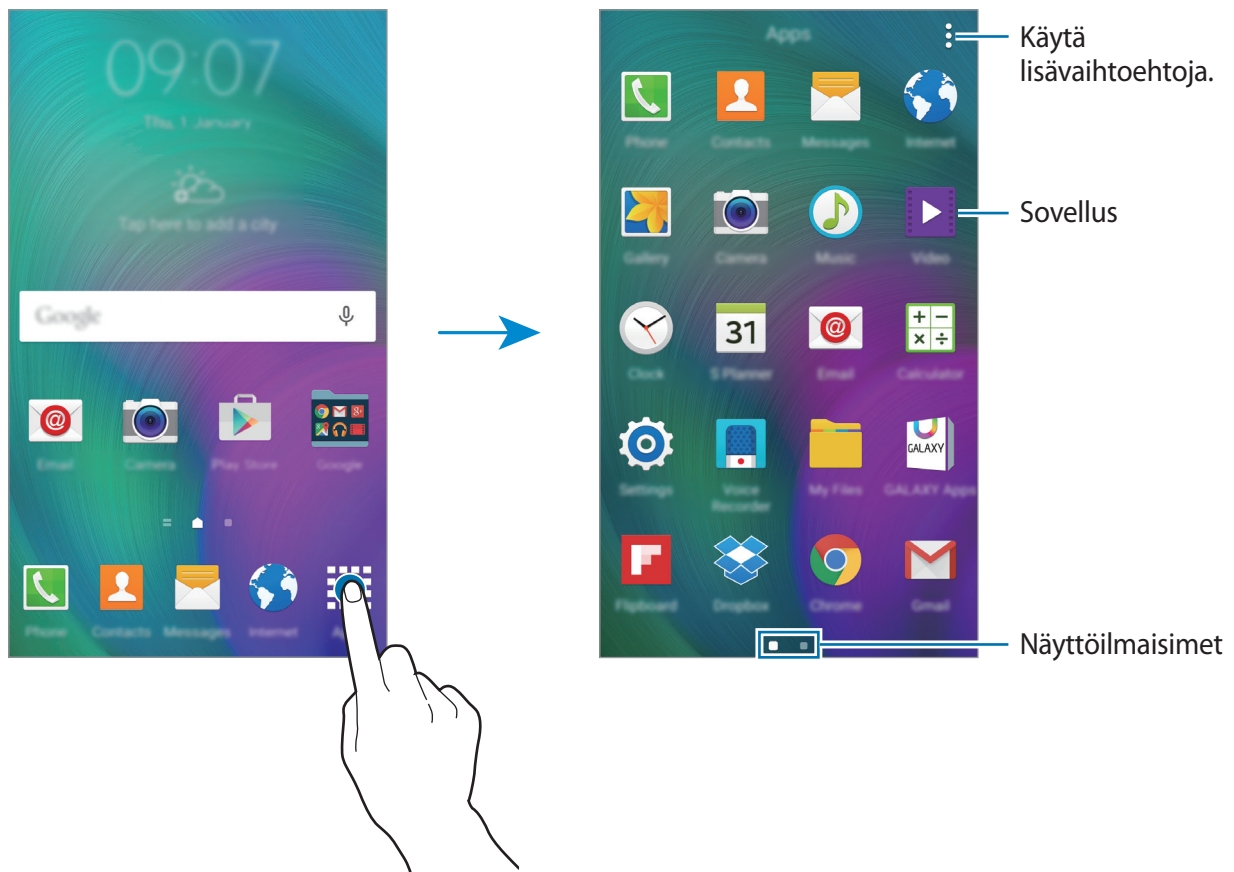 09:07
Thu, 1 January
Tap here to add a city
Google
Email Camera Play Store Google
Phone Contacts Messages Internet
Apps
Käytä
lisävaihtoehtoja.
Phone Contacts Messages Internet
Gallery Camera Music Video
Sovellus
31
Clock S Planner Email Calculator
GALAXY
Settings Voice Recorder My Files GALAXY Apps
Flipboard Dropbox Chrome Gmail
Näyttöilmaisimet